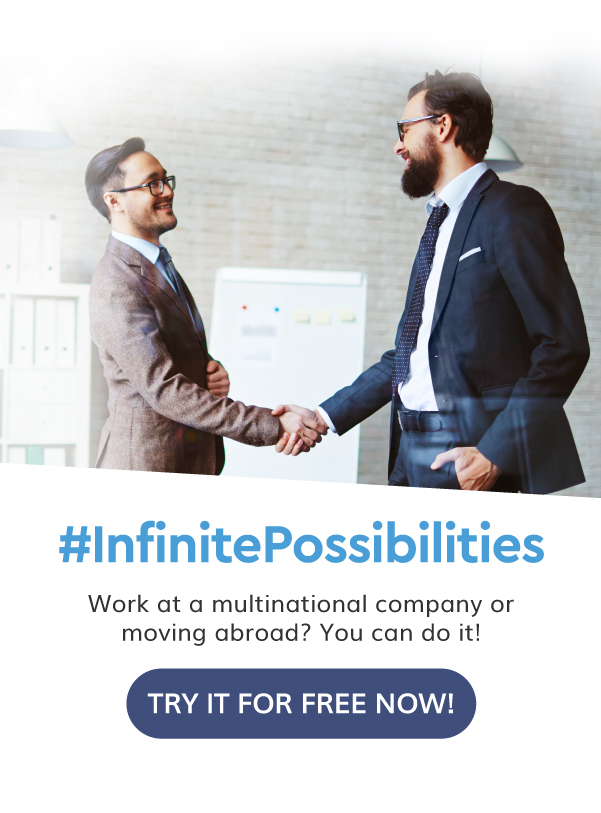 #InfinitePossibilities
Work at a multinational company or
moving abroad? You can do it!
TRY IT FOR FREE NOW!